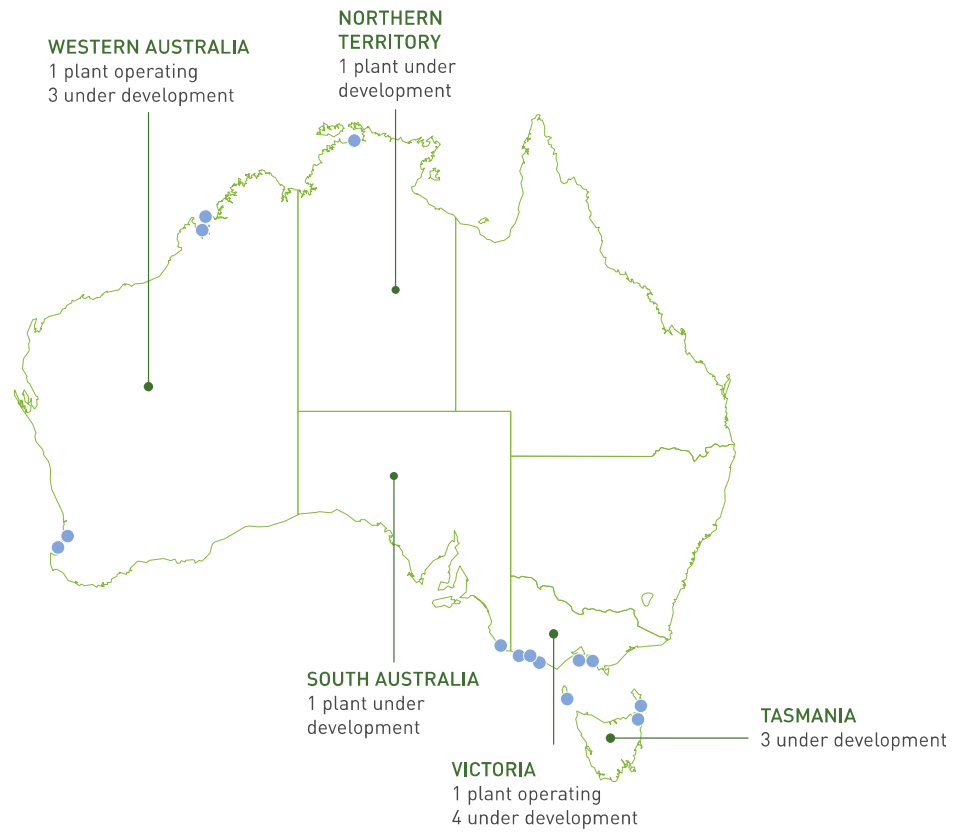 NORTHERN
TERRITORY
1 plant under
development
WESTERN AUSTRALIA
1 plant operating
3 under development
SOUTH AUSTRALIA
1 plant under
development
TASMANIA
3 under development
VICTORIA
1 plant operating
4 under development